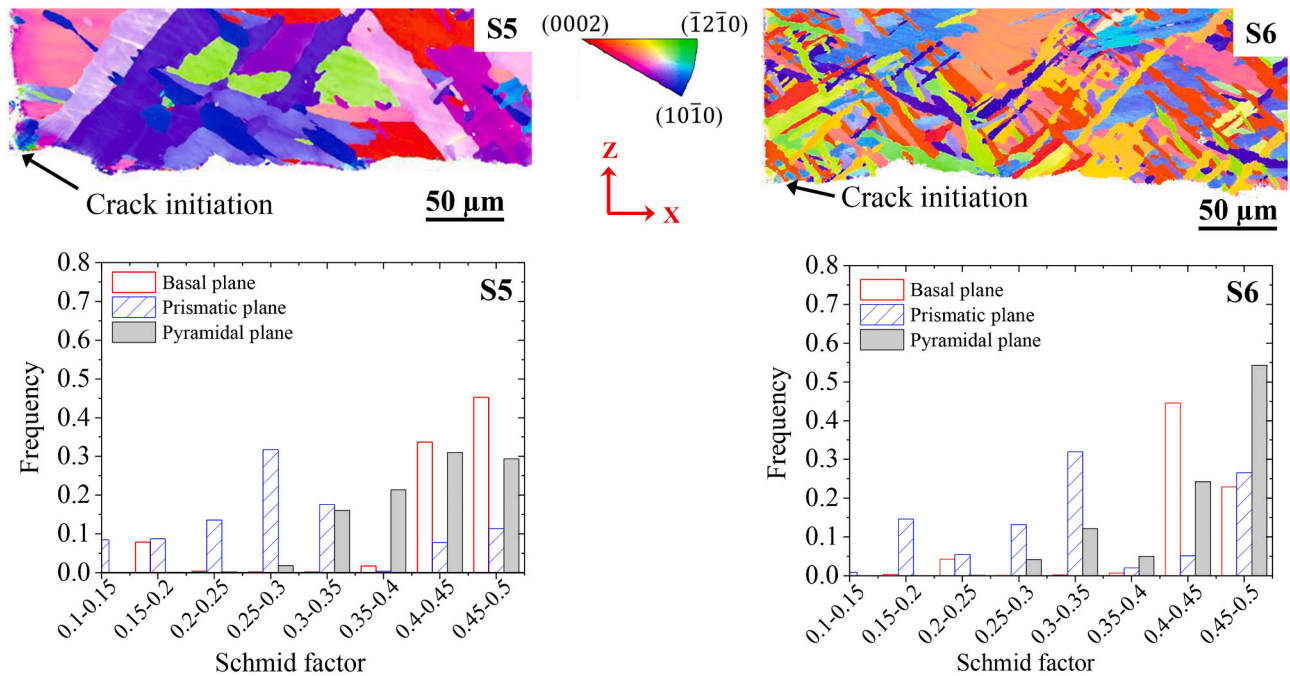 S5
(0002)
(1̄21̄0)
(101̄0)
S6
Crack initiation
50 μm
Z
X
Crack initiation
50 μm
0.8
0.7
0.6
0.5
0.4
0.3
0.2
0.1
0.0
Frequency
Basal plane
Prismatic plane
Pyramidal plane
S5
0.1-0.15
0.15-0.2
0.2-0.25
0.25-0.3
0.3-0.35
0.35-0.4
0.4-0.45
0.45-0.5
Schmid factor
0.8
0.7
0.6
0.5
0.4
0.3
0.2
0.1
0.0
Frequency
Basal plane
Prismatic plane
Pyramidal plane
S6
0.1-0.15
0.15-0.2
0.2-0.25
0.25-0.3
0.3-0.35
0.35-0.4
0.4-0.45
0.45-0.5
Schmid factor